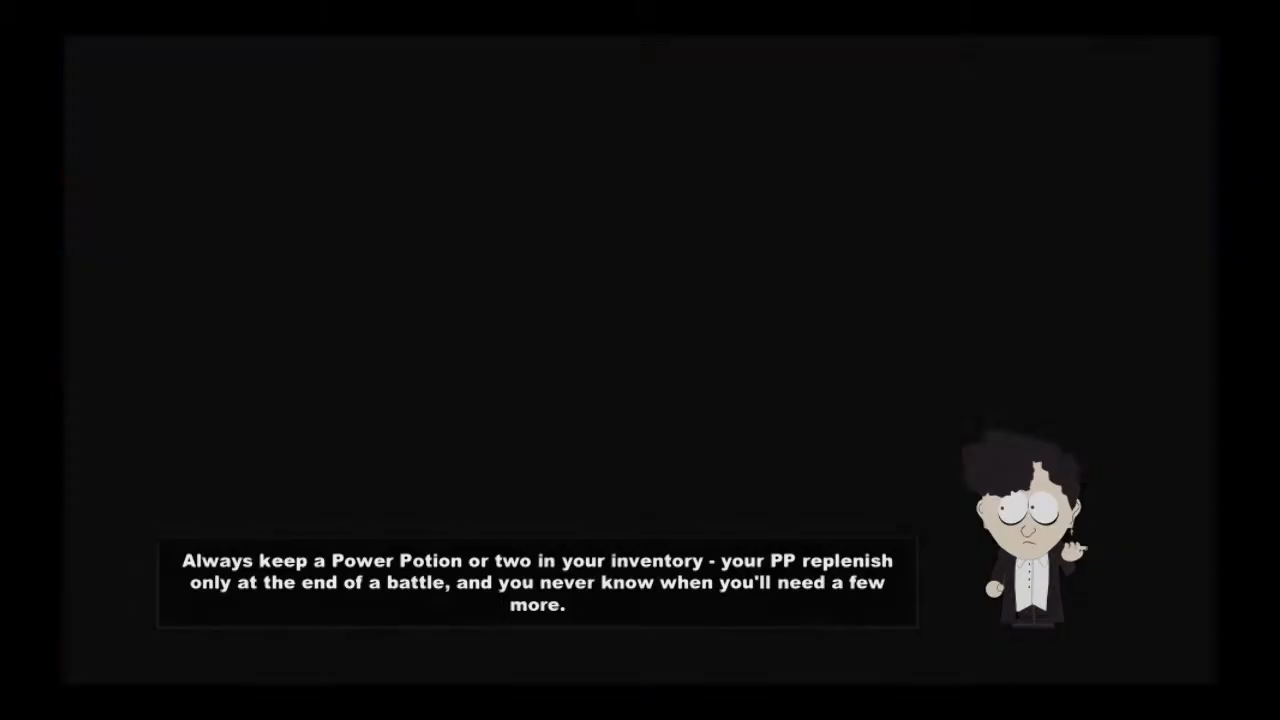 Always keep a Power Potion or two in your inventory - your PP replenish
only at the end of a battle, and you never know when you'll need a few
more.